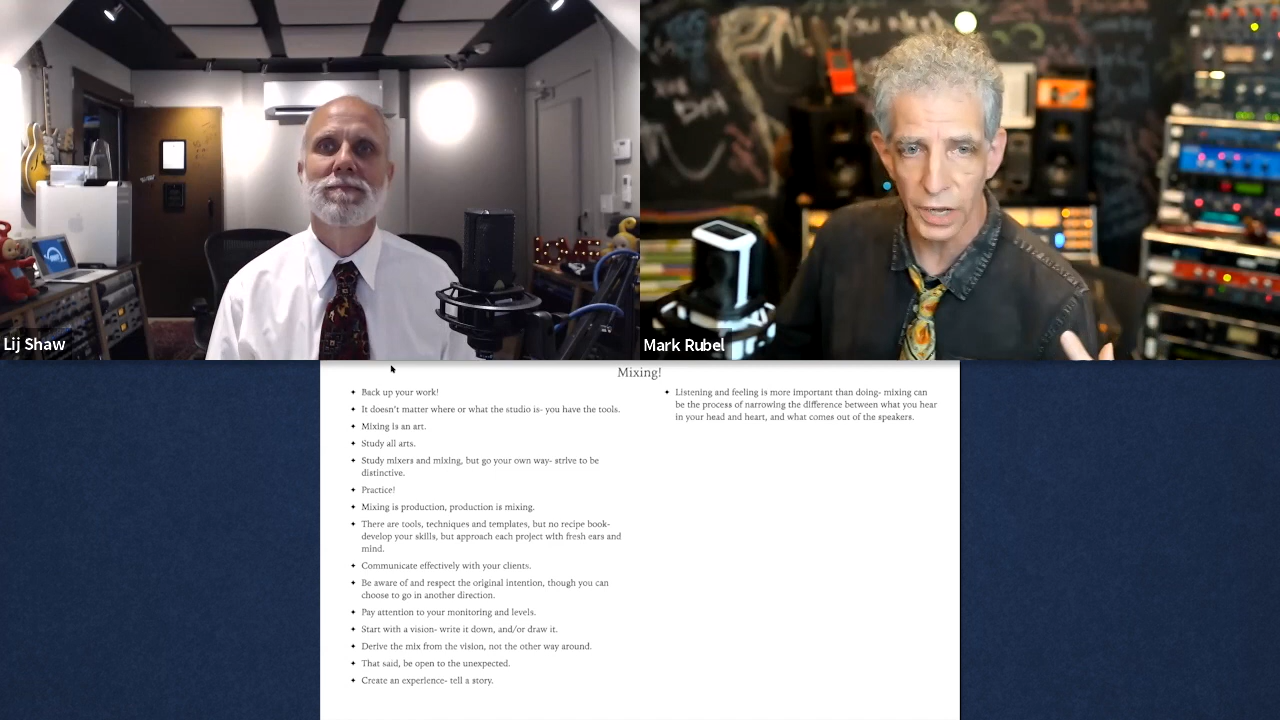 you need
Lij Shaw
Mark Rubel
Mixing!
✦ Back up your work!
✦ It doesn't matter where or what the studio is- you have the tools.
✦ Mixing is an art.
✦ Study all arts.
✦ Study mixers and mixing, but go your own way- strive to be
distinctive.
✦ Practice!
✦ Mixing is production, production is mixing.
✦ There are tools, techniques and templates, but no recipe book-
develop your skills, but approach each project with fresh ears and
mind.
✦ Communicate effectively with your clients.
✦ Be aware of and respect the original intention, though you can
choose to go in another direction.
✦ Pay attention to your monitoring and levels.
✦ Start with a vision- write it down, and/or draw it.
✦ Derive the mix from the vision, not the other way around.
✦ That said, be open to the unexpected.
✦ Create an experience- tell a story.
✦ Listening and feeling is more important than doing- mixing can
be the process of narrowing the difference between what you hear
in your head and heart, and what comes out of the speakers.